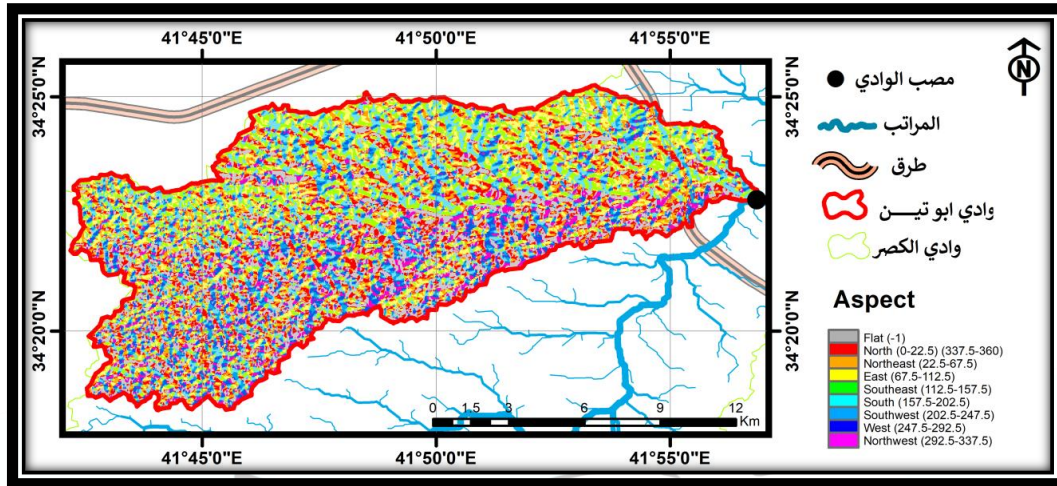 41°45'0"E 41°50'0"E 41°55'0"E
34°25'0"N 34°25'0"N
34°20'0"N 34°20'0"N
0 1.5 3 6 9 12
Km
41°45'0"E 41°50'0"E 41°55'0"E
N
مصب الوادي
المراتب
طرق
وادي ابو تيــــن
وادي الكصر
Aspect
Flat (-1)
North (0-22.5) (337.5-360)
Northeast (22.5-67.5)
East (67.5-112.5)
Southeast (112.5-157.5)
South (157.5-202.5)
Southwest (202.5-247.5)
West (247.5-292.5)
Northwest (292.5-337.5)